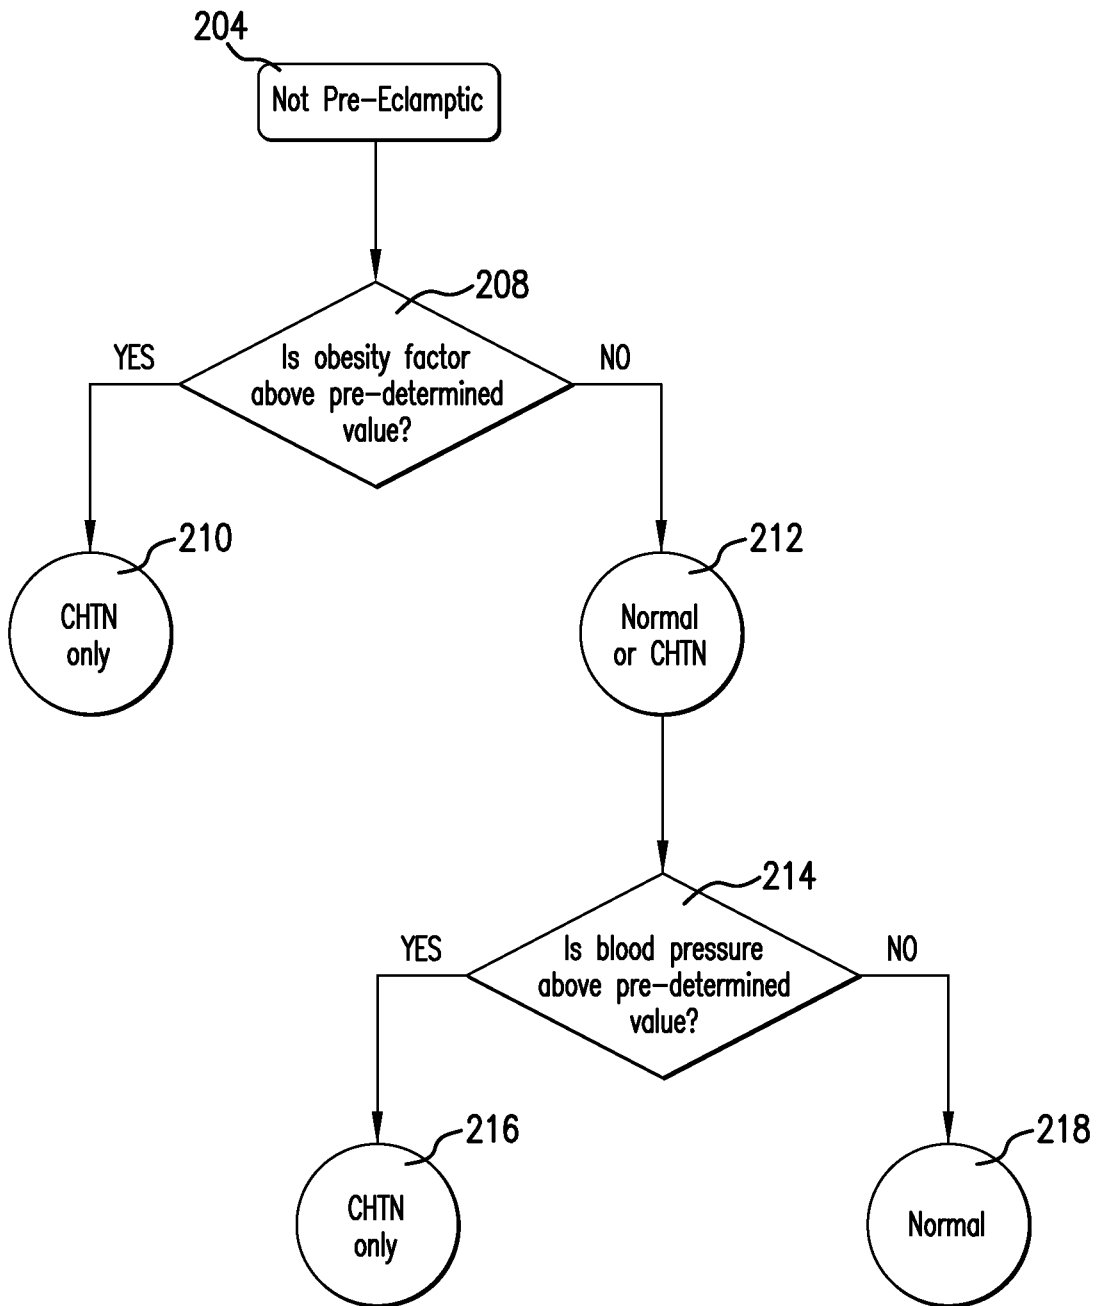 204
Not Pre-Eclamptic
208
YES
NO
Is obesity factor
above pre-determined
value?
210
212
CHTN
only
Normal
or CHTN
214
YES
NO
Is blood pressure
above pre-determined
value?
216
218
CHTN
only
Normal